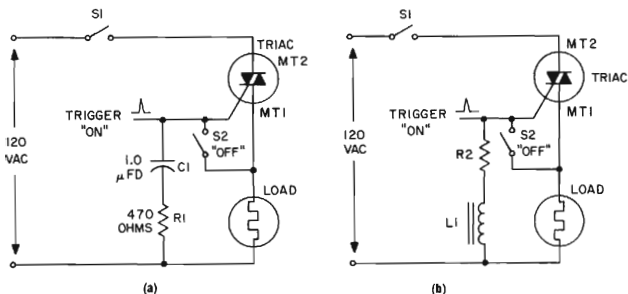 S1
TRIAC
MT2
MT1
TRIGGER
"ON"
S2
"OFF"
120
VAC
1.0
µFD
C1
470
OHMS
R1
LOAD
(a)
S1
MT2
TRIAC
MT1
TRIGGER
"ON"
S2
"OFF"
120
VAC
R2
L1
LOAD
(b)